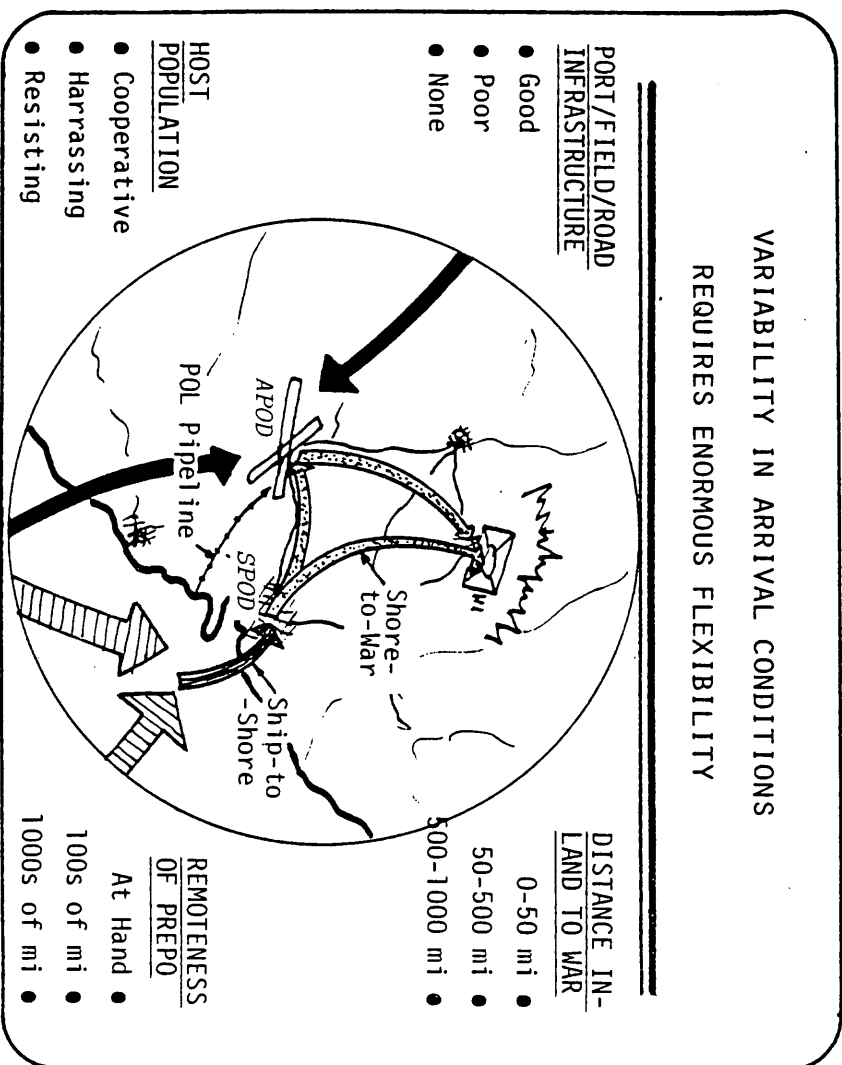 VARIABILITY IN ARRIVAL CONDITIONS
REQUIRES ENORMOUS FLEXIBILITY
PORT/FIELD/ROAD
INFRASTRUCTURE
● Good
● Poor
● None
DISTANCE IN-
LAND TO WAR
0-50 mi ●
50-500 mi ●
500-1000 mi ●
Shore-
to-War
APOD
SPOD
POL Pipeline
Ship-to
-Shore
HOST
POPULATION
● Cooperative
● Harrassing
● Resisting
REMOTENESS
OF PREPO
At Hand ●
100s of mi ●
1000s of mi ●